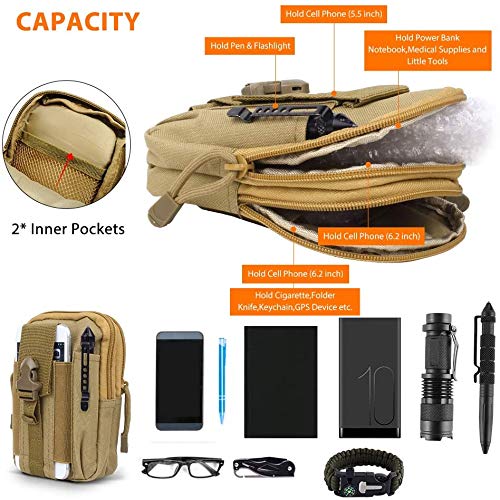 CAPACITY
Hold Cell Phone (5.5 inch)
Hold Pen & Flashlight
Hold Power Bank
Notebook,Medical Supplies and
Little Tools
2* Inner Pockets
Hold Cell Phone (6.2 inch)
Hold Cell Phone (6.2 inch)
Hold Cigarette,Folder
Knife,Keychain,GPS Device etc.
10